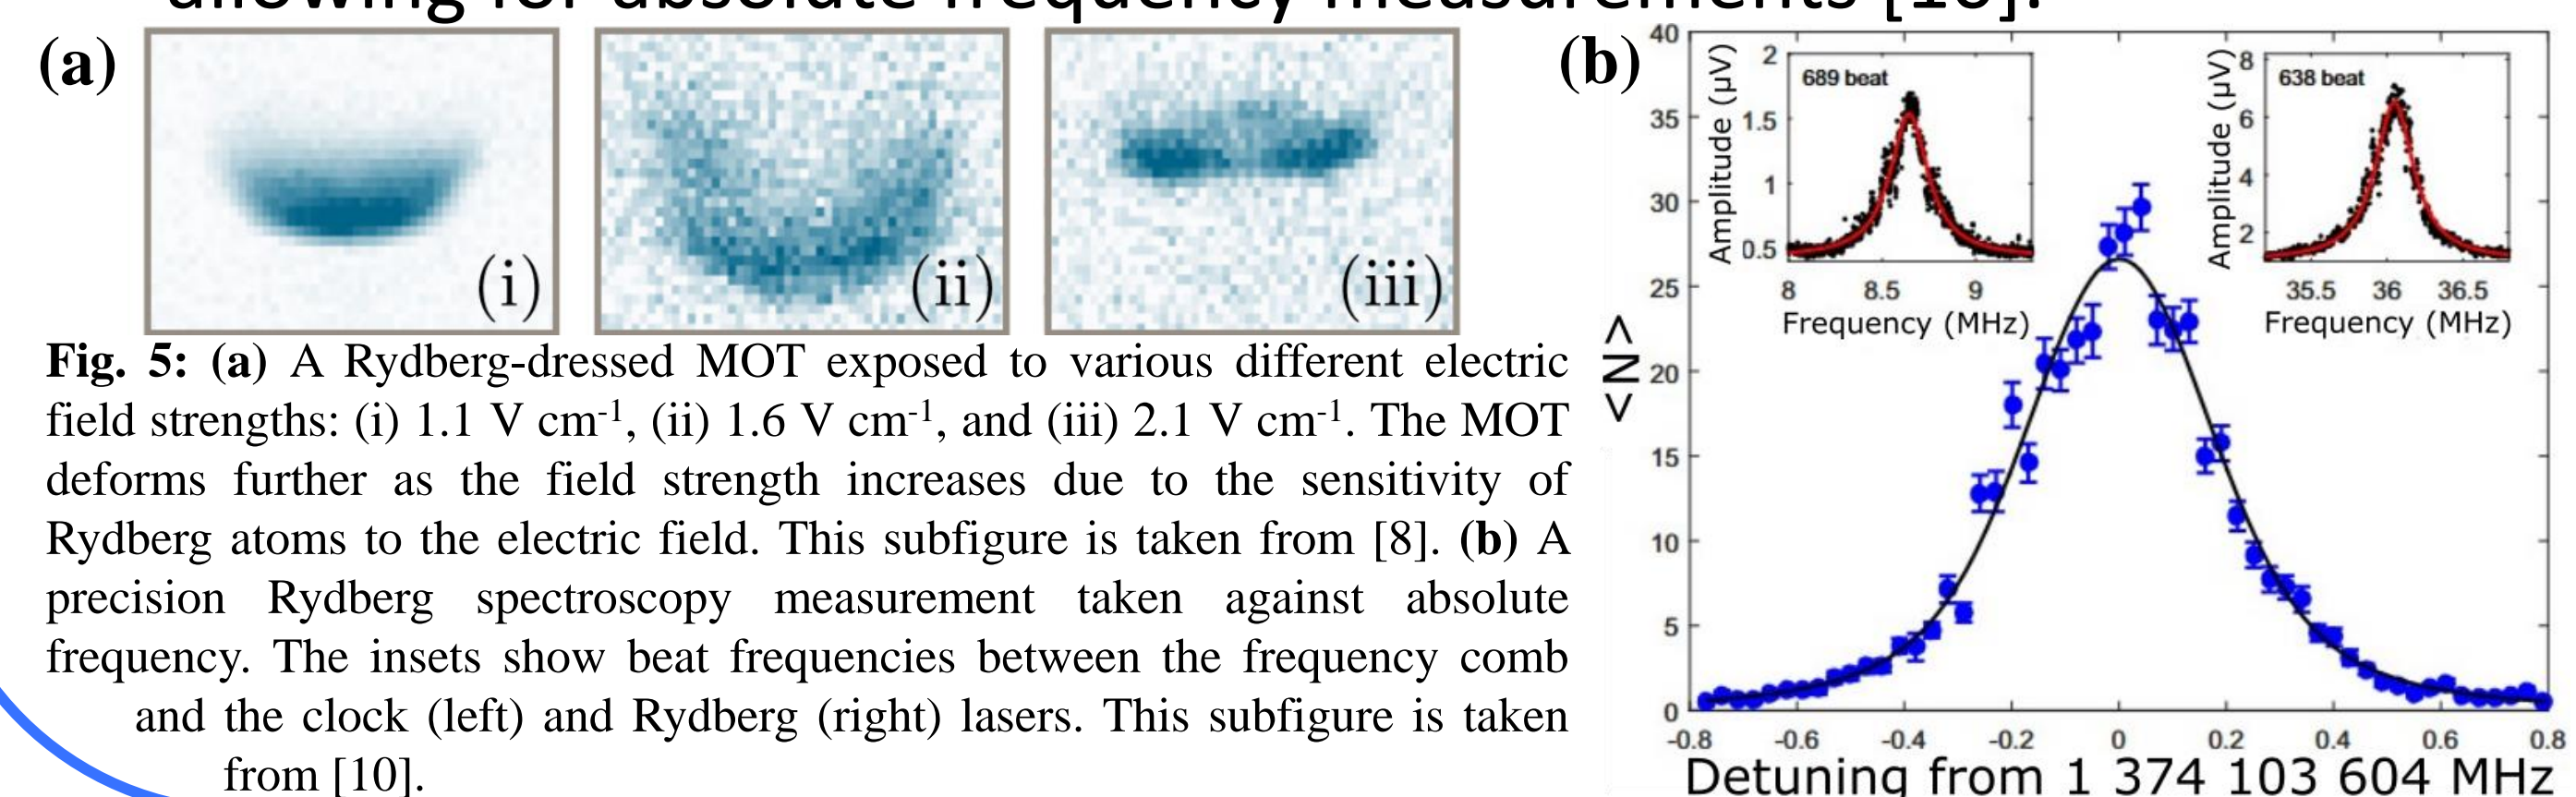 allowing for absolute frequency measurements [10].
(a)
(i)
(ii)
(iii)
Fig. 5: (a) A Rydberg-dressed MOT exposed to various different electric
field strengths: (i) 1.1 V cm-1, (ii) 1.6 V cm-1, and (iii) 2.1 V cm-1. The MOT
deforms further as the field strength increases due to the sensitivity of
Rydberg atoms to the electric field. This subfigure is taken from [8]. (b) A
precision Rydberg spectroscopy measurement taken against absolute
frequency. The insets show beat frequencies between the frequency comb
and the clock (left) and Rydberg (right) lasers. This subfigure is taken
from [10].
(b)
<N>
40
35
30
25
20
15
10
5
0
-0.8 -0.6 -0.4 -0.2 0 0.2 0.4 0.6 0.8
Detuning from 1 374 103 604 MHz
689 beat
Amplitude (μV)
2
1.5
1
0.5
8 8.5 9
Frequency (MHz)
638 beat
Amplitude (μV)
8
6
4
2
35.5 36 36.5
Frequency (MHz)